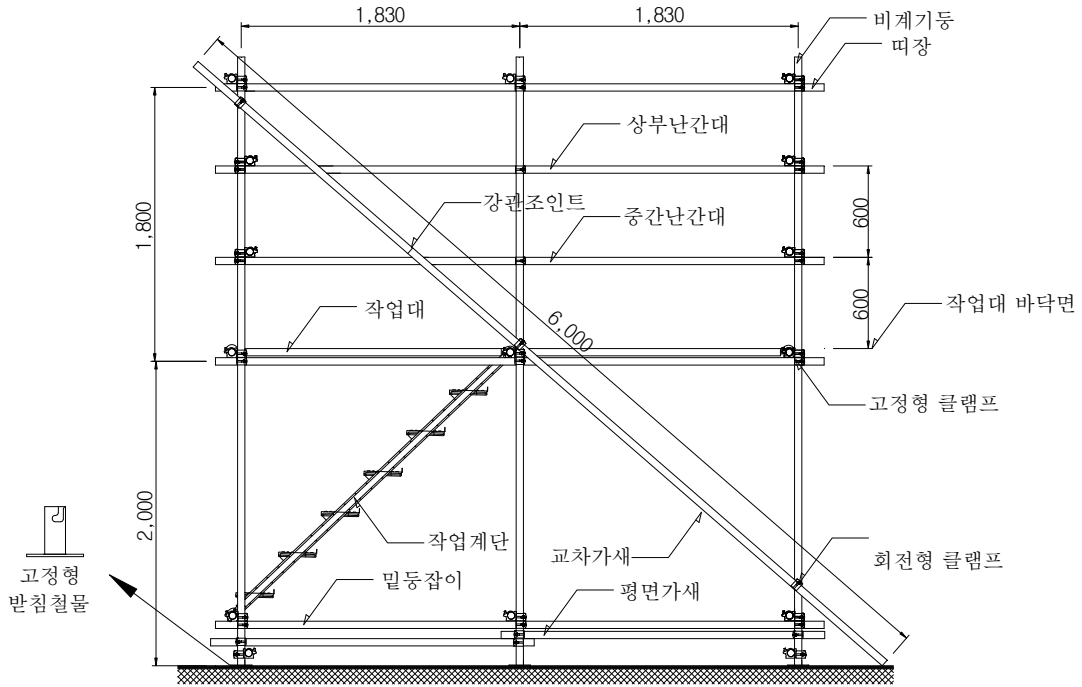 1,830
1,830
비계기둥
띠장
상부난간대
강관조인트
중간난간대
1,800
600
600
작업대
6,000
작업대 바닥면
고정형 클램프
2,000
작업계단
교차가새
회전형 클램프
밑둥잡이
평면가새
고정형
받침철물